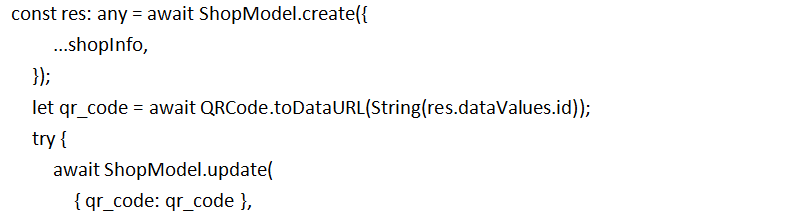 const res: any = await ShopModel.create({
...shopInfo,
});
let qr_code = await QRCode.toDataURL(String(res.dataValues.id));
try {
await ShopModel.update(
{ qr_code: qr_code },